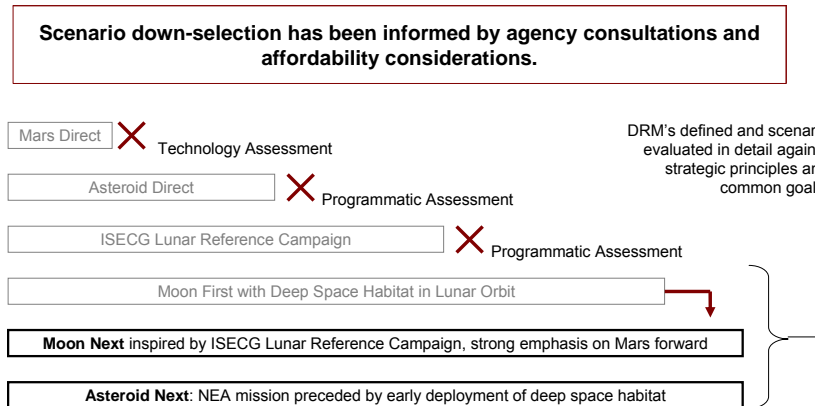 Scenario down-selection has been informed by agency consultations and
affordability considerations.
Mars Direct
Technology Assessment
DRM's defined and scenar
evaluated in detail again
strategic principles an
common goal
Asteroid Direct
Programmatic Assessment
ISECG Lunar Reference Campaign
Programmatic Assessment
Moon First with Deep Space Habitat in Lunar Orbit
Moon Next inspired by ISECG Lunar Reference Campaign, strong emphasis on Mars forward
Asteroid Next: NEA mission preceded by early deployment of deep space habitat